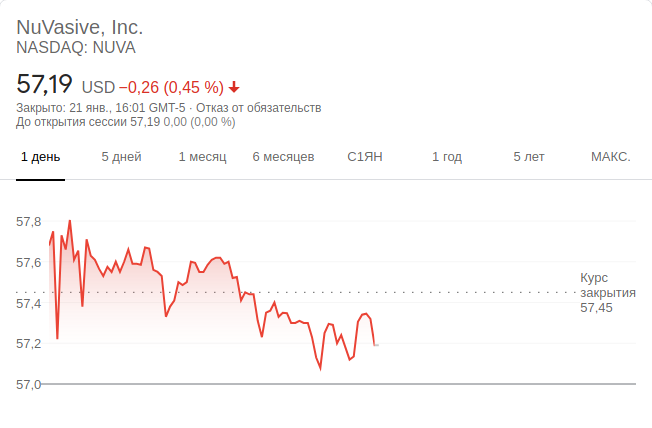 NuVasive, Inc.
NASDAQ: NUVA
57,19 USD −0,26 (0,45 %)
Закрыто: 21 янв., 16:01 GMT-5 · Отказ от обязательств
До открытия сессии 57,19 0,00 (0,00 %)
1 день 5 дней 1 месяц 6 месяцев С1ЯН 1 год 5 лет МАКС.
57,8
57,6
57,4
57,2
57,0
Курс
закрытия
57,45